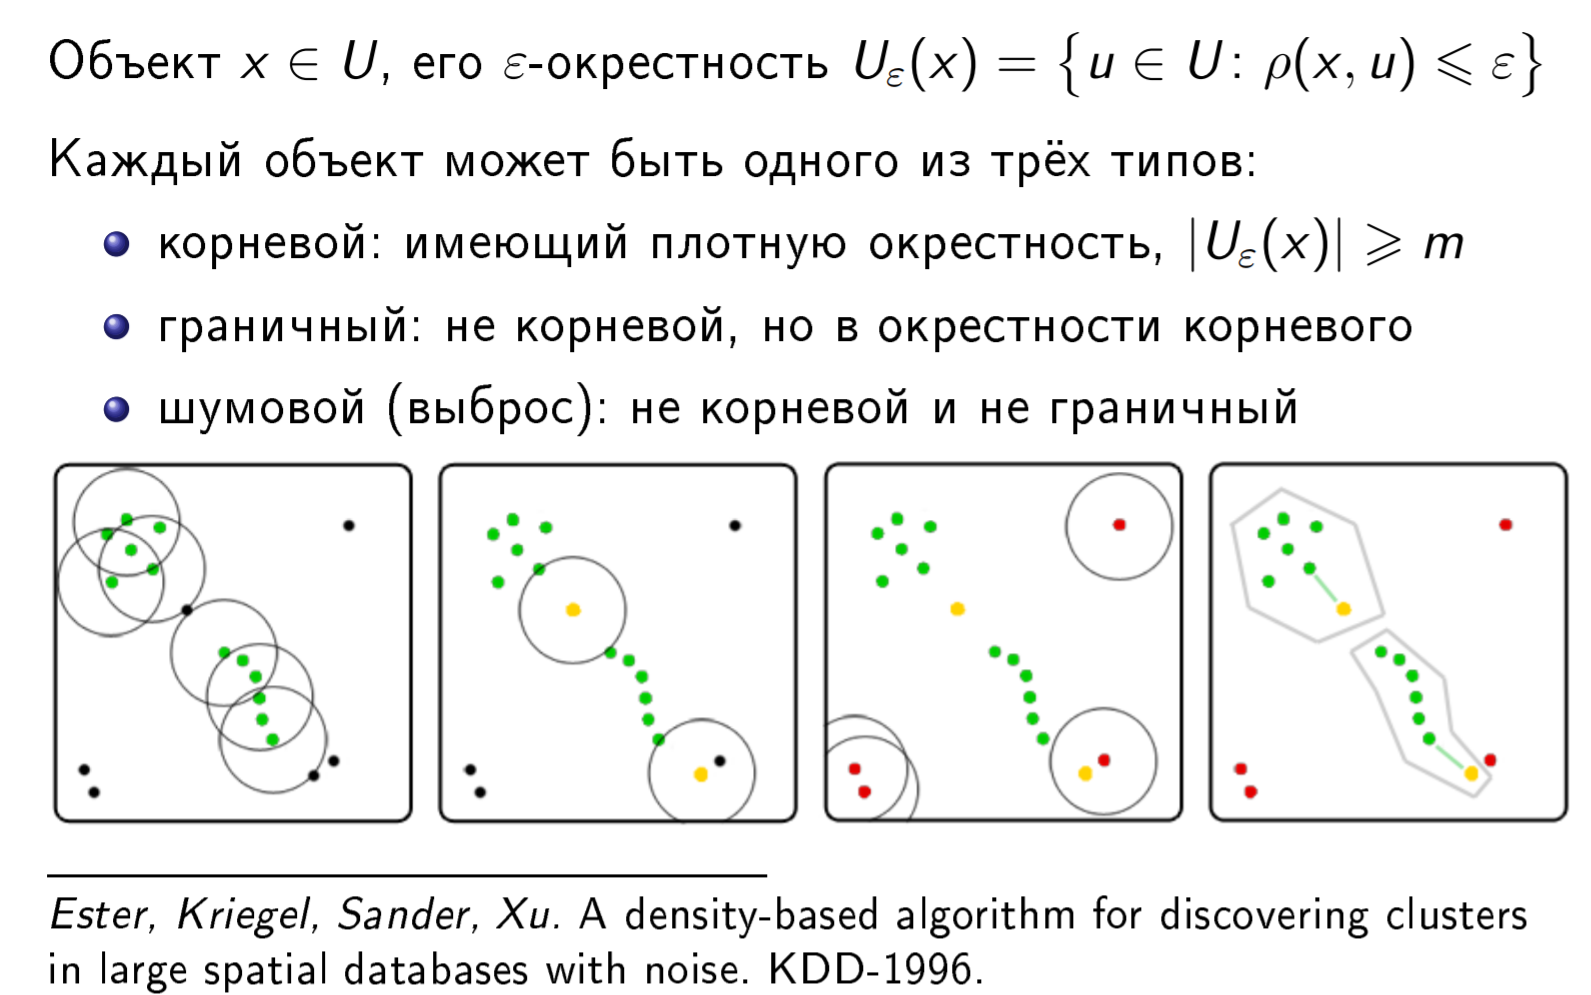 Объект x ∈ U, его ε-окрестность U_ε(x) = {u ∈ U: ρ(x, u) ⩽ ε}
Каждый объект может быть одного из трёх типов:
корневой: имеющий плотную окрестность, |U_ε(x)| ⩾ m
граничный: не корневой, но в окрестности корневого
шумовой (выброс): не корневой и не граничный
Ester, Kriegel, Sander, Xu. A density-based algorithm for discovering clusters
in large spatial databases with noise. KDD-1996.